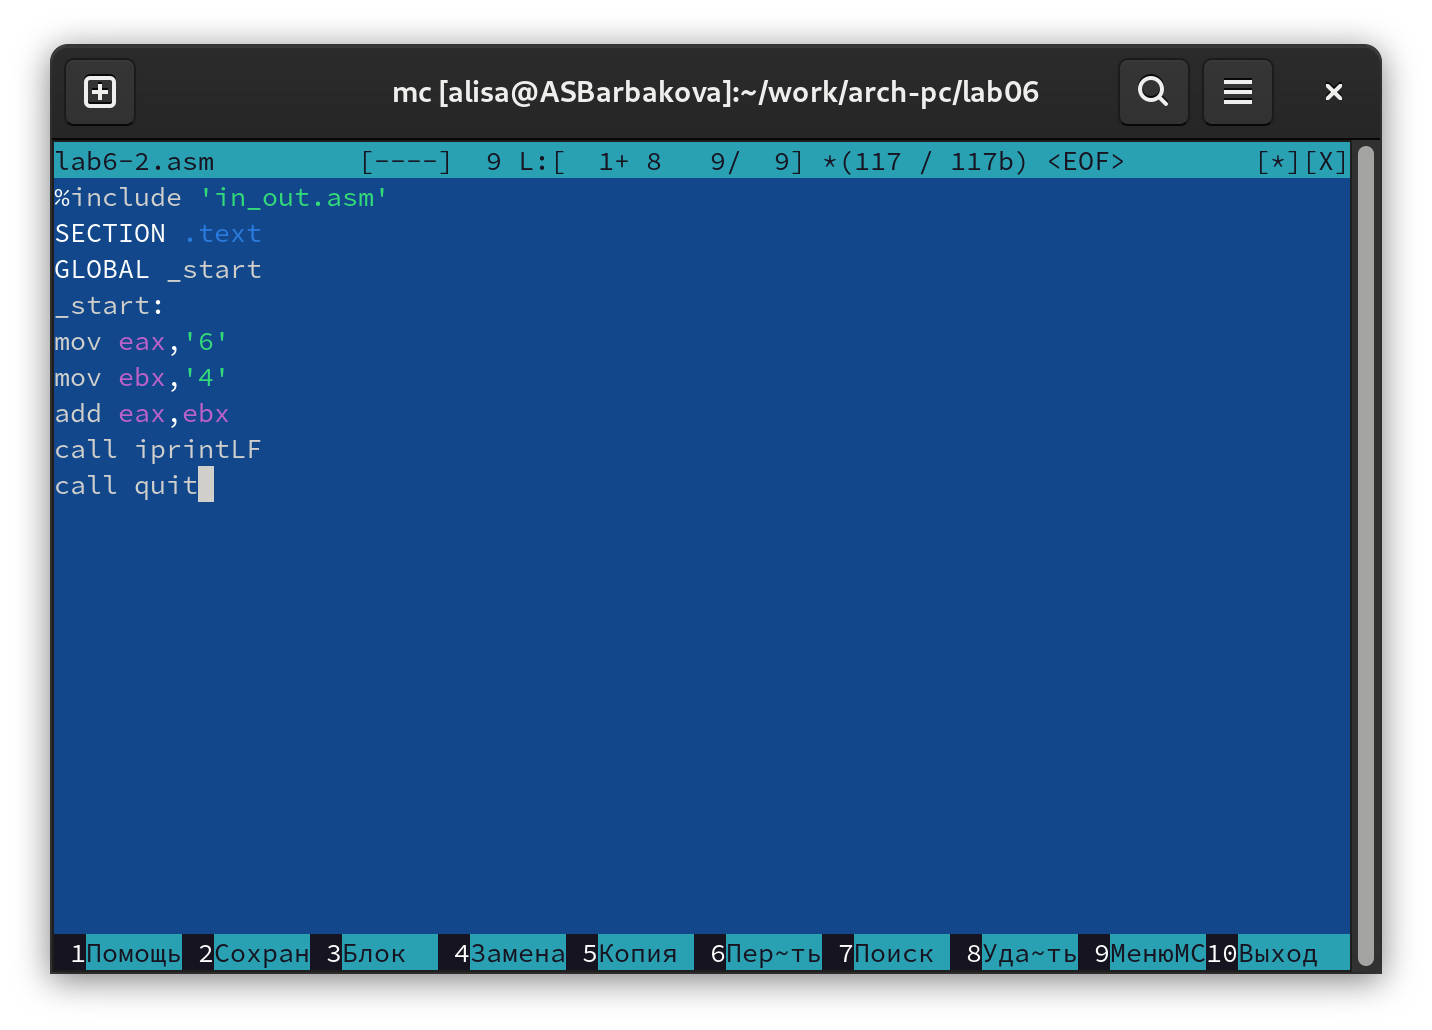 mc [alisa@ASBarbakova]:~/work/arch-pc/lab06
lab6-2.asm [----] 9 L:[ 1+ 8 9/ 9] *(117 / 117b) <EOF> [*][X]
%include 'in_out.asm'
SECTION .text
GLOBAL _start
_start:
mov eax,'6'
mov ebx,'4'
add eax,ebx
call iprintLF
call quit
1Помощь 2Сохран 3Блок 4Замена 5Копия 6Пер~ть 7Поиск 8Уда~ть 9МенюMC10Выход